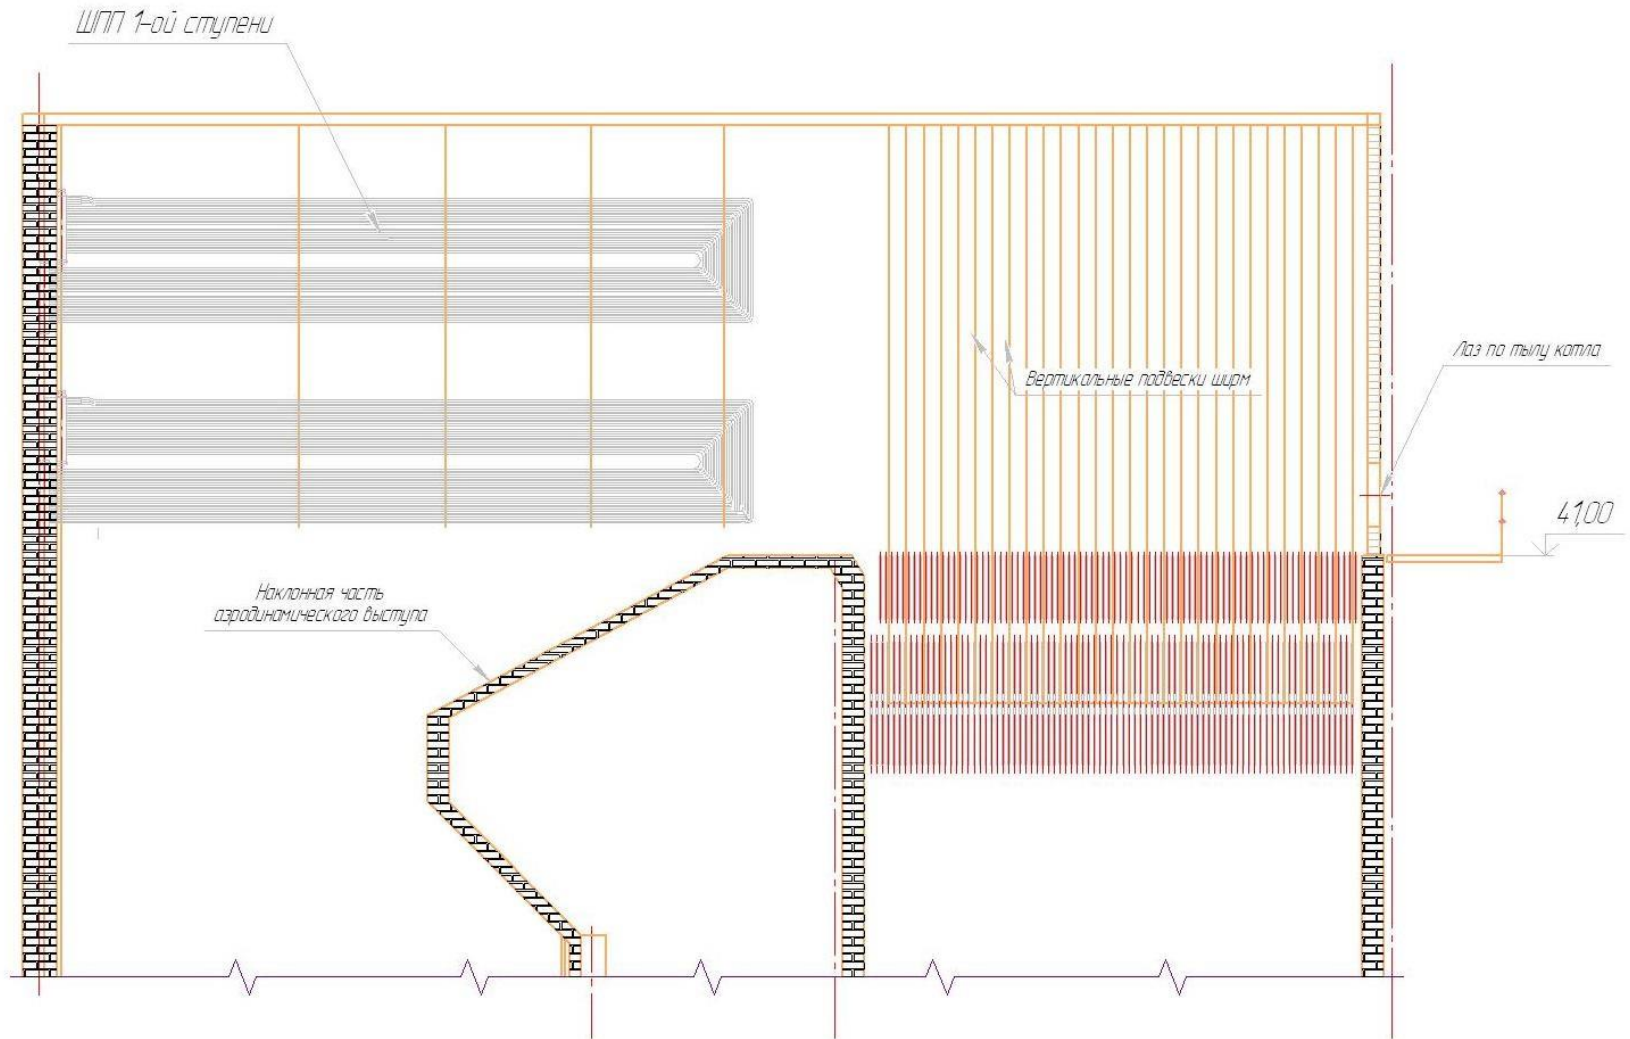 ШПП 1-ой ступени
Лаз по тылу котла
Вертикальные подвески ширм
41,00
Наклонная часть
аэродинамического выступа